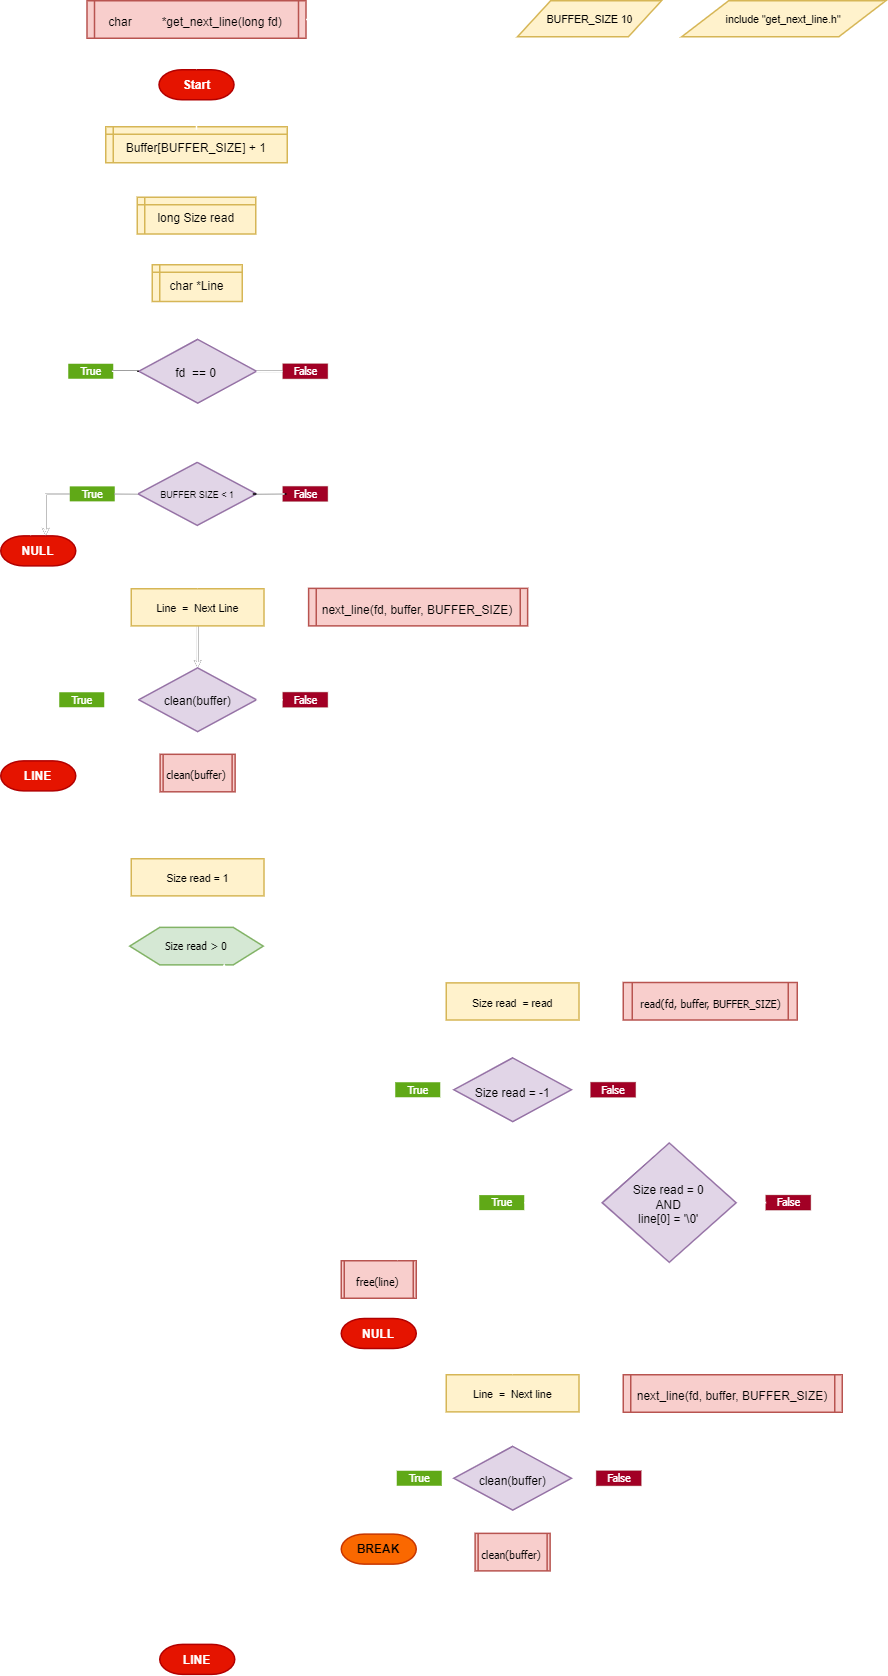 char *get_next_line(long fd)
BUFFER_SIZE 10
include "get_next_line.h"
Start
Buffer[BUFFER_SIZE] + 1
long Size read
char *Line
True
fd == 0
False
True
BUFFER SIZE < 1
False
NULL
Line = Next Line
next_line(fd, buffer, BUFFER_SIZE)
True
clean(buffer)
False
LINE
clean(buffer)
Size read = 1
Size read > 0
Size read = read
read(fd, buffer, BUFFER_SIZE)
True
Size read = -1
False
True
Size read = 0
AND
line[0] = '\0'
False
free(line)
NULL
Line = Next line
next_line(fd, buffer, BUFFER_SIZE)
True
clean(buffer)
False
BREAK
clean(buffer)
LINE